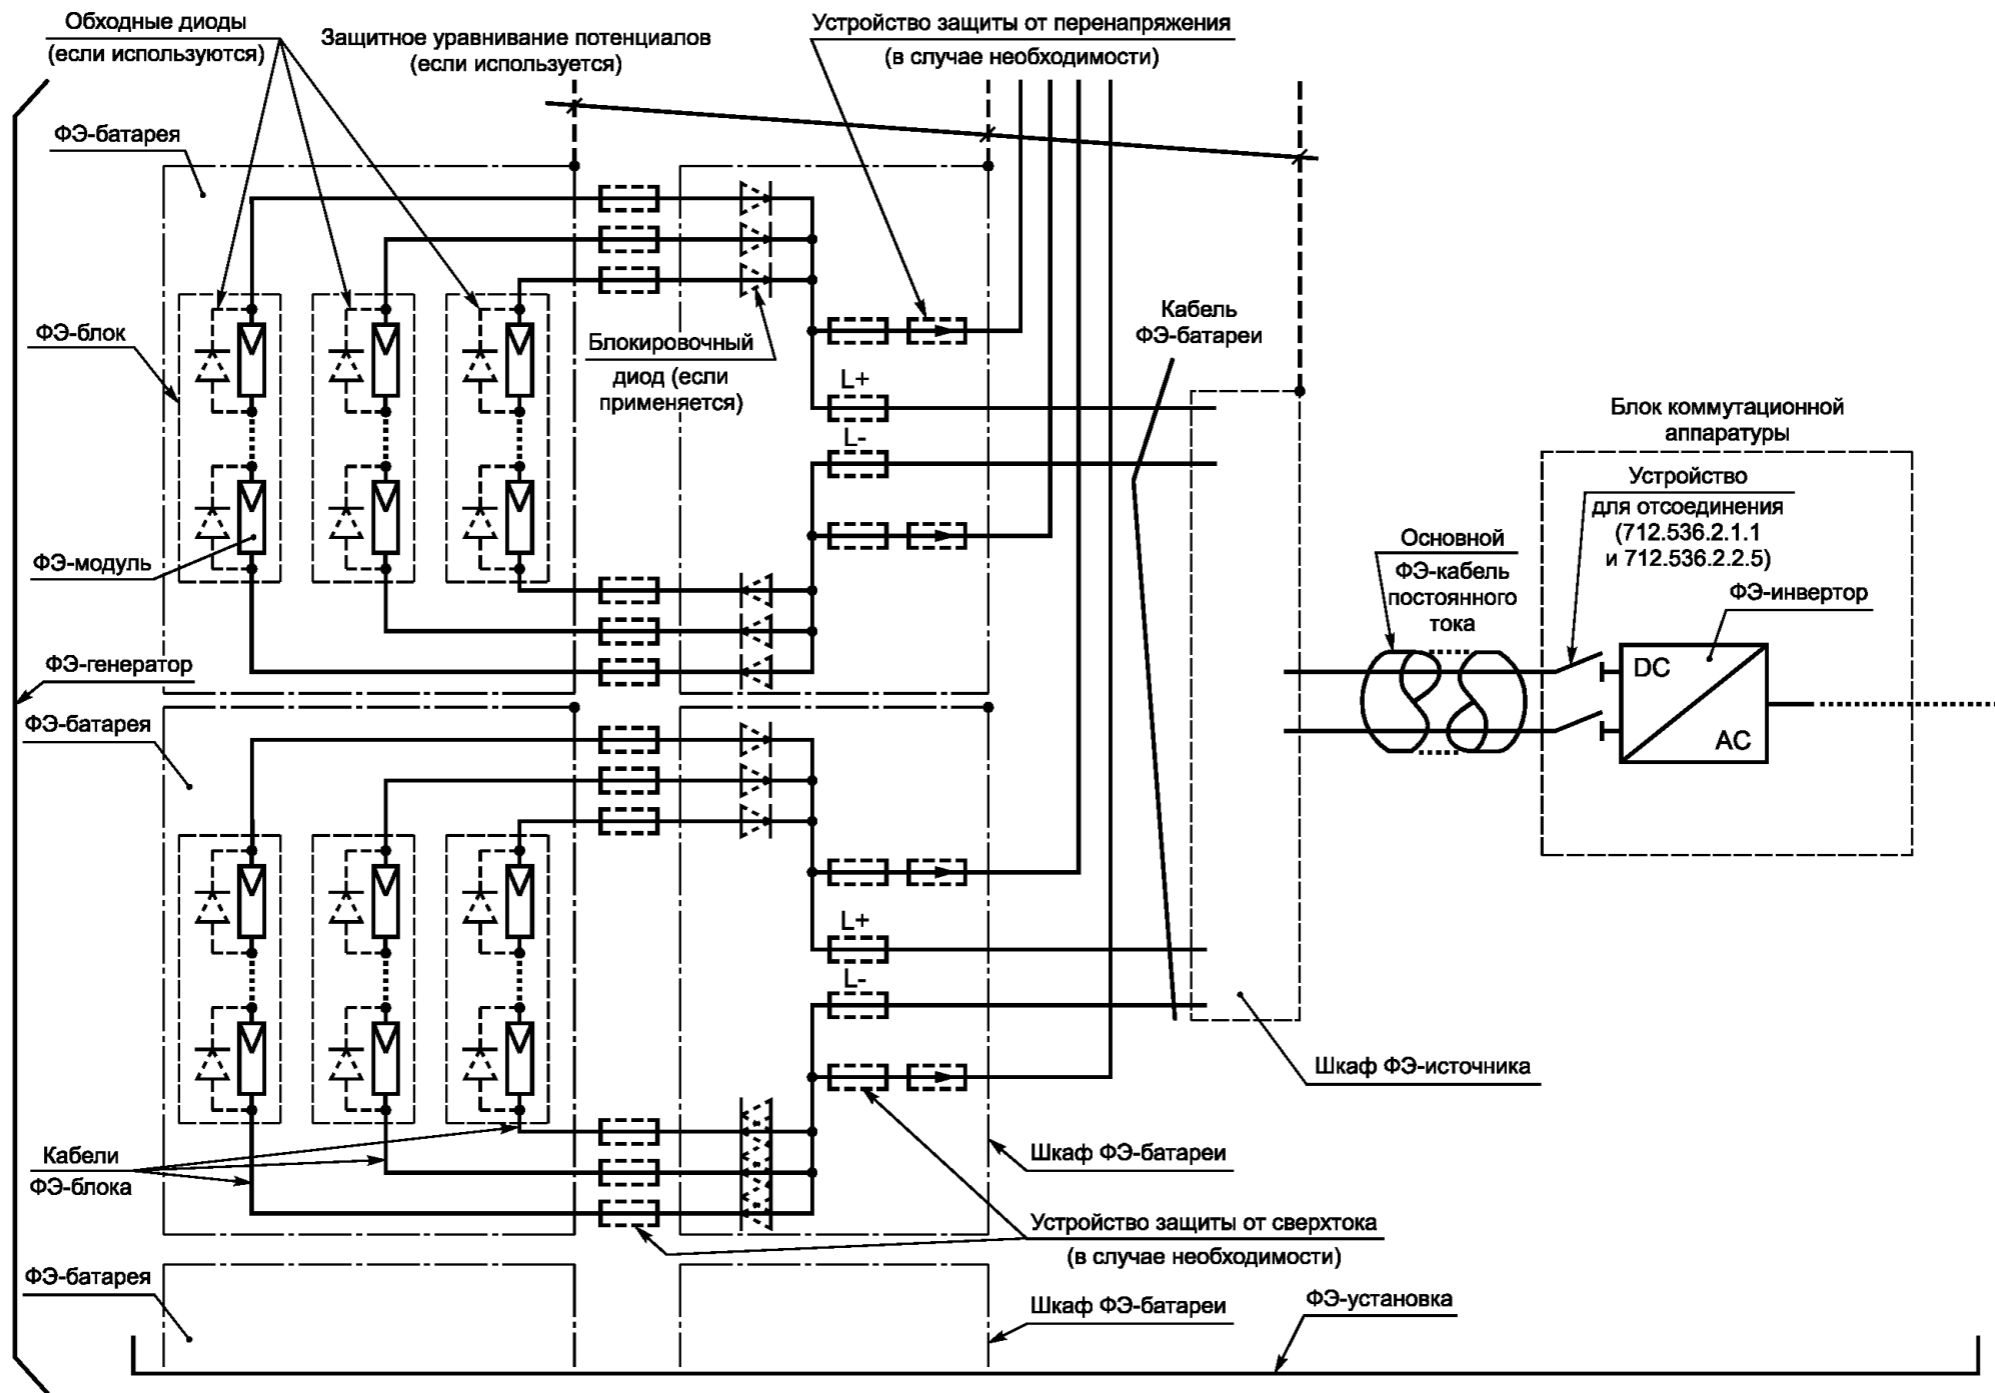 Обходные диоды
(если используются)
Защитное уравнивание потенциалов
(если используется)
Устройство защиты от перенапряжения
(в случае необходимости)
ФЭ-батарея
ФЭ-блок
Блокировочный
диод (если
применяется)
Кабель
ФЭ-батареи
L+
L-
Блок коммутационной
аппаратуры
Устройство
для отсоединения
(712.536.2.1.1
и 712.536.2.2.5)
ФЭ-инвертор
Основной
ФЭ-кабель
постоянного
тока
ФЭ-модуль
ФЭ-генератор
DC
AC
ФЭ-батарея
L+
L-
Шкаф ФЭ-источника
Кабели
ФЭ-блока
Шкаф ФЭ-батареи
Устройство защиты от сверхтока
(в случае необходимости)
ФЭ-батарея
Шкаф ФЭ-батареи
ФЭ-установка